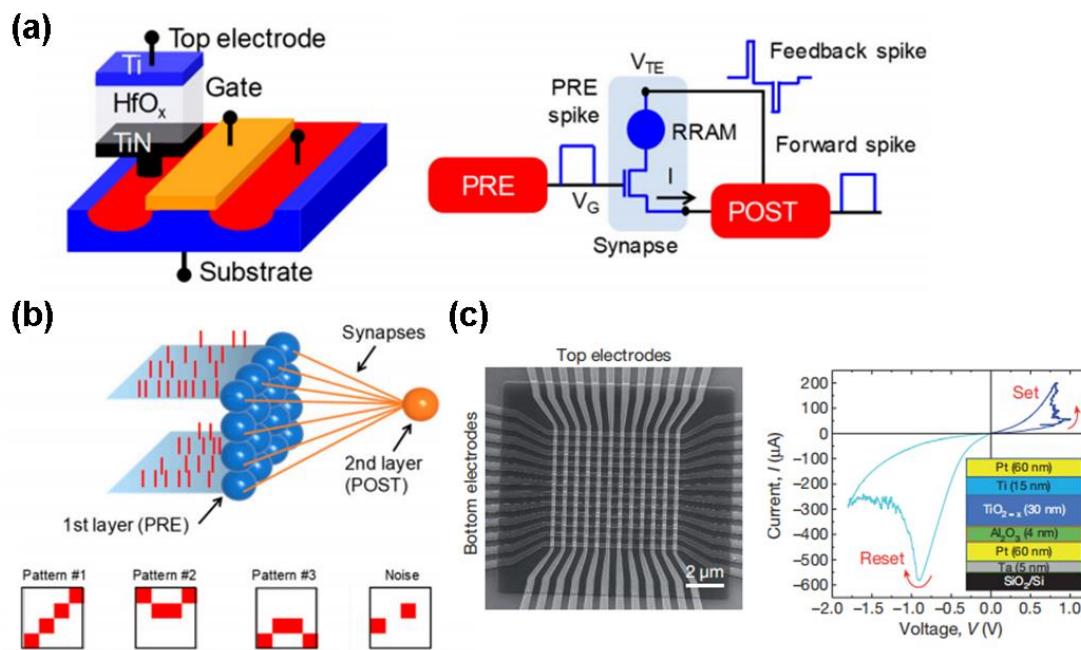 (a)
Top electrode
Ti
HfOₓ
TiN
Gate
Substrate
PRE
spike
PRE
V_G
V_TE
RRAM
I
Synapse
Feedback spike
Forward spike
POST
(b)
Synapses
2nd layer
(POST)
1st layer (PRE)
Pattern #1
Pattern #2
Pattern #3
Noise
(c)
Top electrodes
Bottom electrodes
2 μm
Current, I (μA)
200
100
0
−100
−200
−300
−400
−500
−600
Set
Reset
Pt (60 nm)
Ti (15 nm)
TiO₂₋ₓ (30 nm)
Al₂O₃ (4 nm)
Pt (60 nm)
Ta (5 nm)
SiO₂/Si
−2.0 −1.5 −1.0 −0.5 0.0 0.5 1.0
Voltage, V (V)